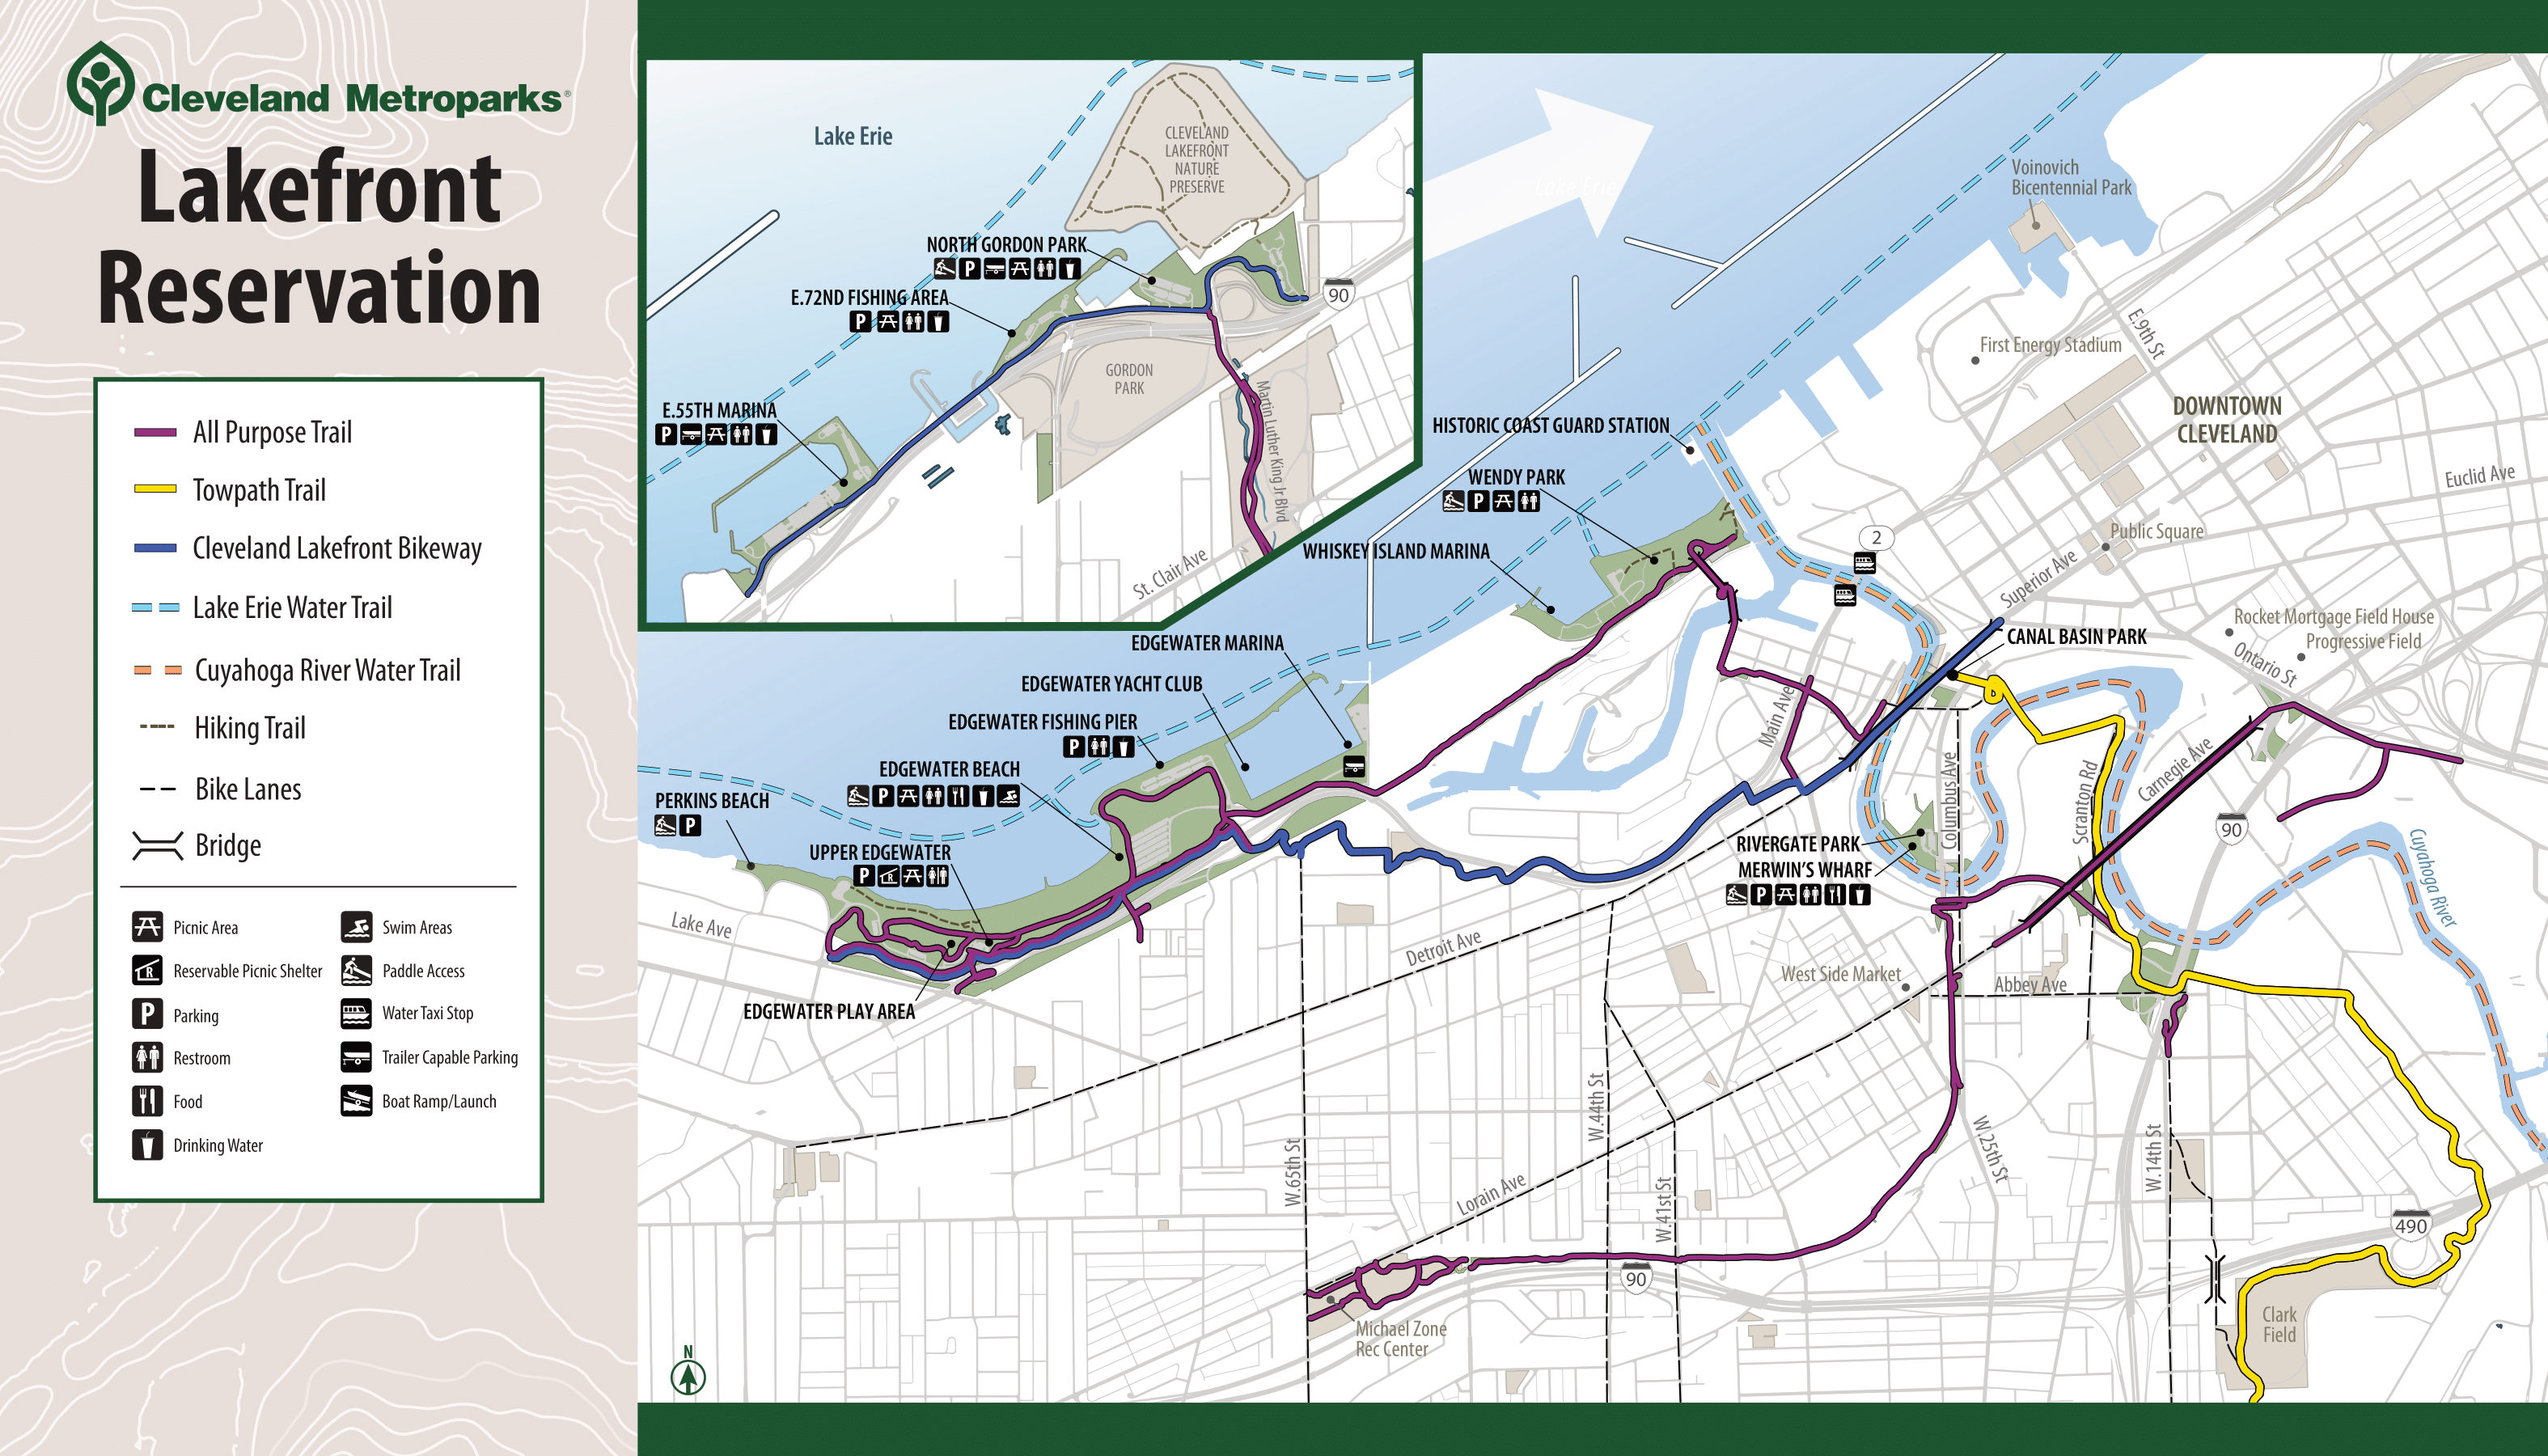 Cleveland Metroparks®
Lakefront
Reservation
All Purpose Trail
Towpath Trail
Cleveland Lakefront Bikeway
Lake Erie Water Trail
Cuyahoga River Water Trail
Hiking Trail
Bike Lanes
Bridge
Picnic Area
R
Reservable Picnic Shelter
P
Parking
Restroom
Food
Drinking Water
Swim Areas
Paddle Access
Water Taxi Stop
Trailer Capable Parking
Boat Ramp/Launch
Lake Erie
CLEVELAND
LAKEFRONT
NATURE
PRESERVE
NORTH GORDON PARK
P
E.72ND FISHING AREA
P
90
GORDON
PARK
E.55TH MARINA
P
Martin Luther King Jr Blvd
St. Clair Ave
Lake Erie
Voinovich
Bicentennial Park
E.9th St
First Energy Stadium
DOWNTOWN
CLEVELAND
Euclid Ave
HISTORIC COAST GUARD STATION
WENDY PARK
P
WHISKEY ISLAND MARINA
2
Public Square
Superior Ave
Rocket Mortgage Field House
Progressive Field
Ontario St
CANAL BASIN PARK
EDGEWATER MARINA
EDGEWATER YACHT CLUB
EDGEWATER FISHING PIER
P
EDGEWATER BEACH
P
PERKINS BEACH
P
UPPER EDGEWATER
P R
EDGEWATER PLAY AREA
Lake Ave
Main Ave
Columbus Ave
Scranton Rd
Carnegie Ave
90
Cuyahoga River
RIVERGATE PARK
MERWIN'S WHARF
P
Detroit Ave
West Side Market
Abbey Ave
W.65th St
W.44th St
W.41st St
W.25th St
W.14th St
Lorain Ave
490
90
Michael Zone
Rec Center
Clark
Field
N